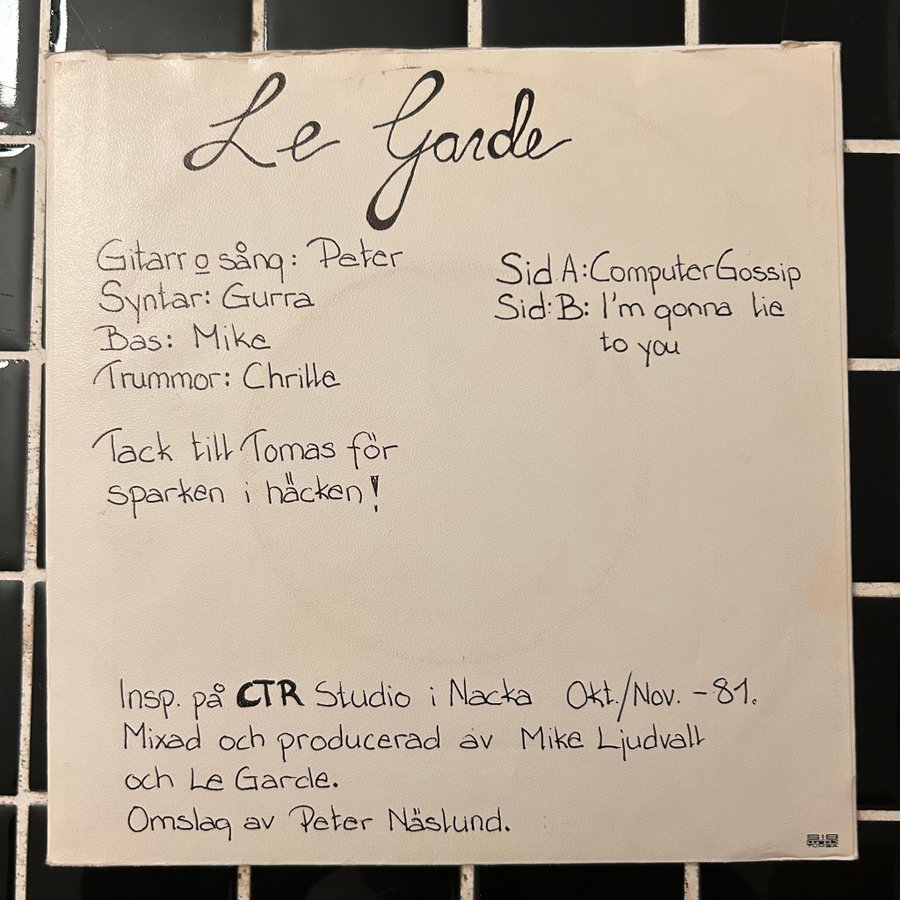 Le Garde
Gitarr o sång: Peter
Syntar: Gurra
Bas: Mike
Trummor: Chrille
Sid.A: Computer Gossip
Sid:B: I'm gonna lie
to you
Tack till Tomas för
sparken i häcken!
Insp. på CTR Studio i Nacka Okt./Nov. -81.
Mixad och producerad av Mike Ljudvall
och Le Garde.
Omslag av Peter Näslund.